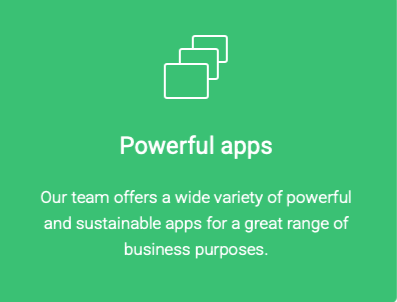 Powerful apps
Our team offers a wide variety of powerful
and sustainable apps for a great range of
business purposes.